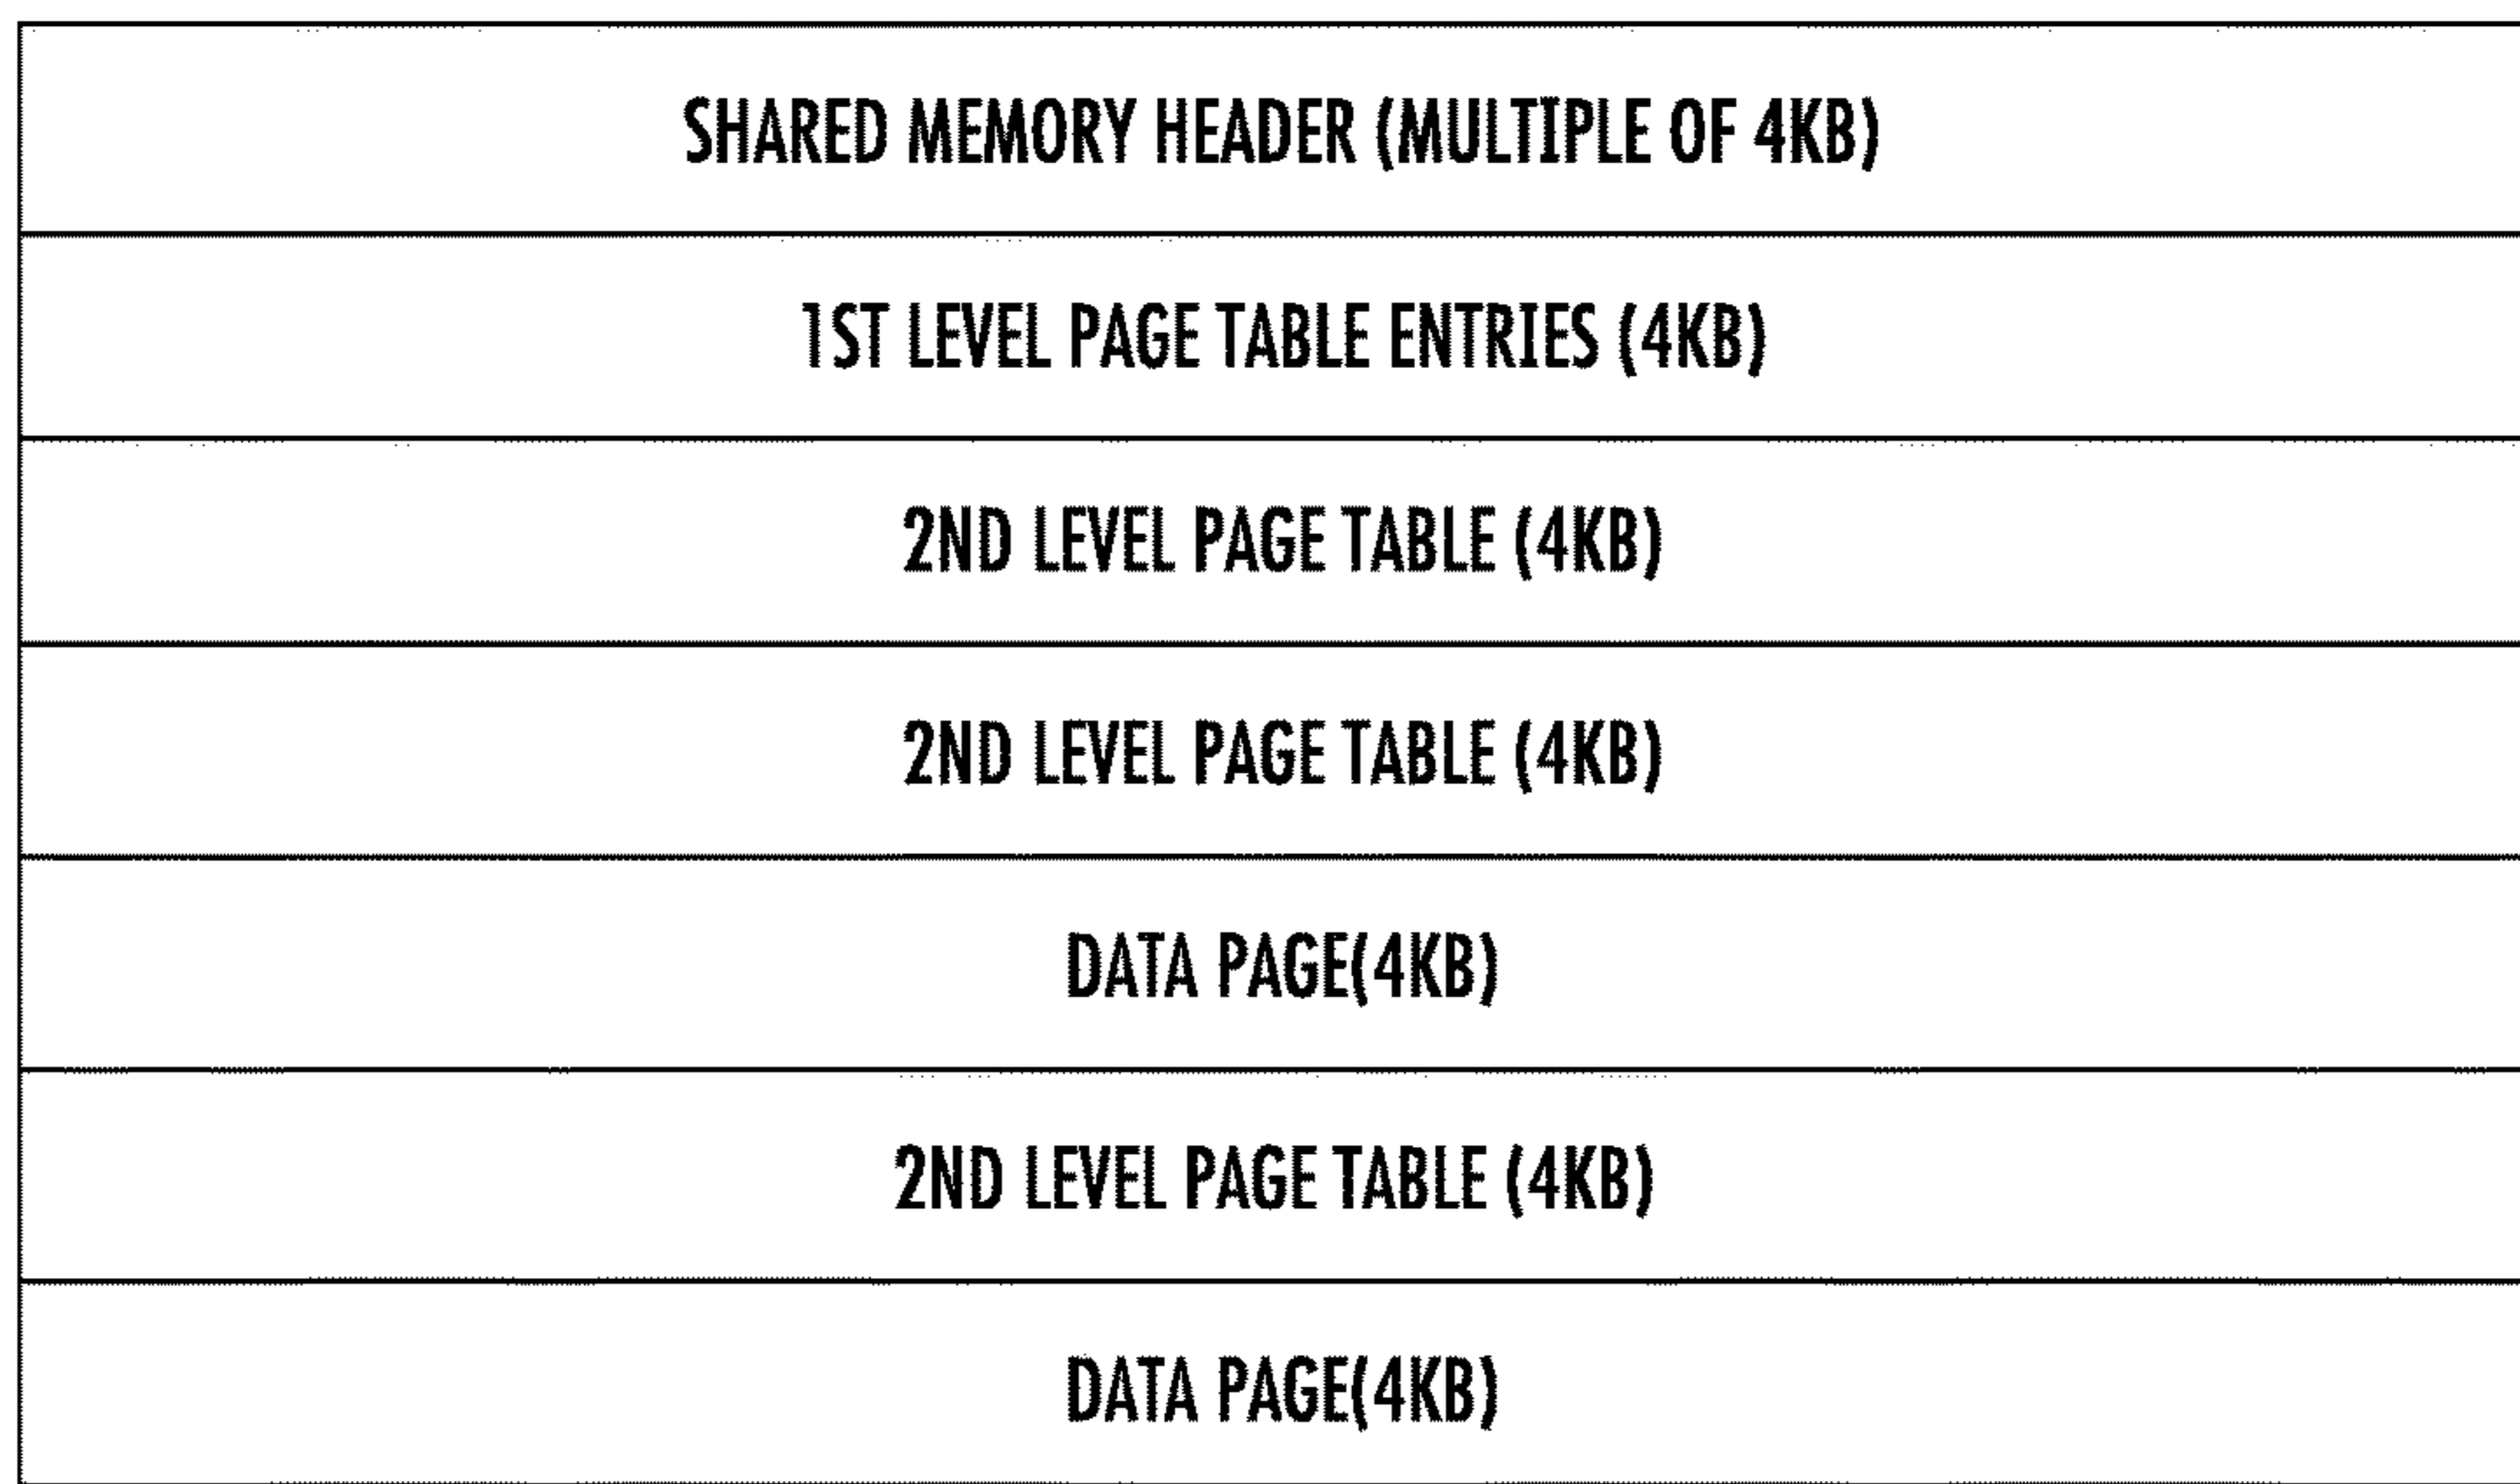 SHARED MEMORY HEADER (MULTIPLE OF 4KB)
1ST LEVEL PAGE TABLE ENTRIES (4KB)
2ND LEVEL PAGE TABLE (4KB)
2ND LEVEL PAGE TABLE (4KB)
DATA PAGE(4KB)
2ND LEVEL PAGE TABLE (4KB)
DATA PAGE(4KB)